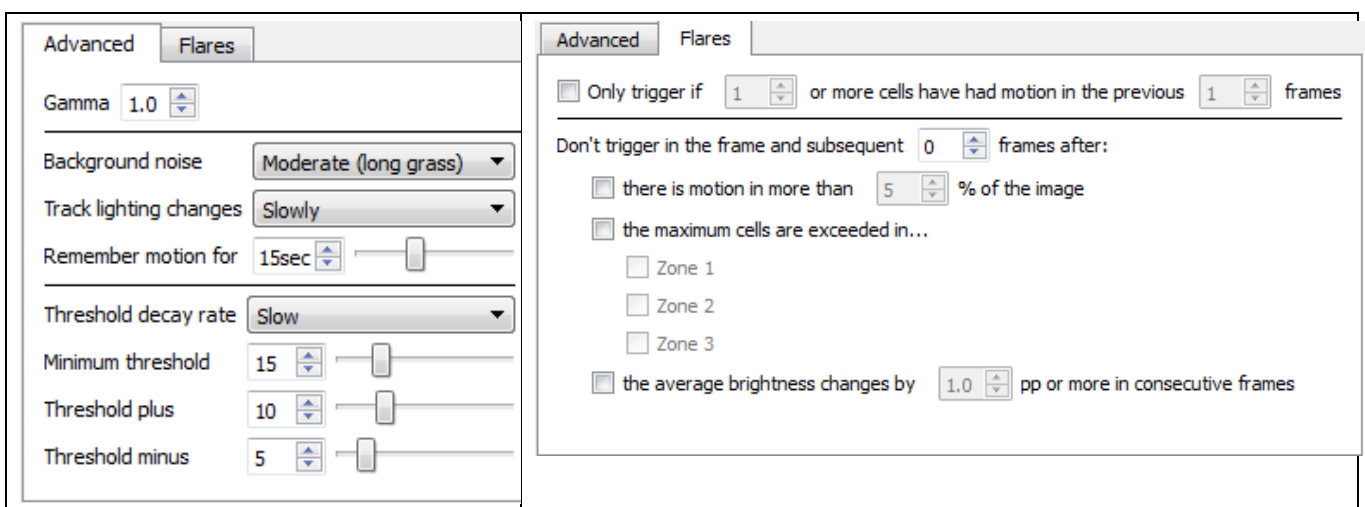 Advanced Flares
Gamma 1.0
Background noise Moderate (long grass)
Track lighting changes Slowly
Remember motion for 15sec
Threshold decay rate Slow
Minimum threshold 15
Threshold plus 10
Threshold minus 5
Advanced Flares
Only trigger if 1 or more cells have had motion in the previous 1 frames
Don't trigger in the frame and subsequent 0 frames after:
there is motion in more than 5 % of the image
the maximum cells are exceeded in...
Zone 1
Zone 2
Zone 3
the average brightness changes by 1.0 pp or more in consecutive frames